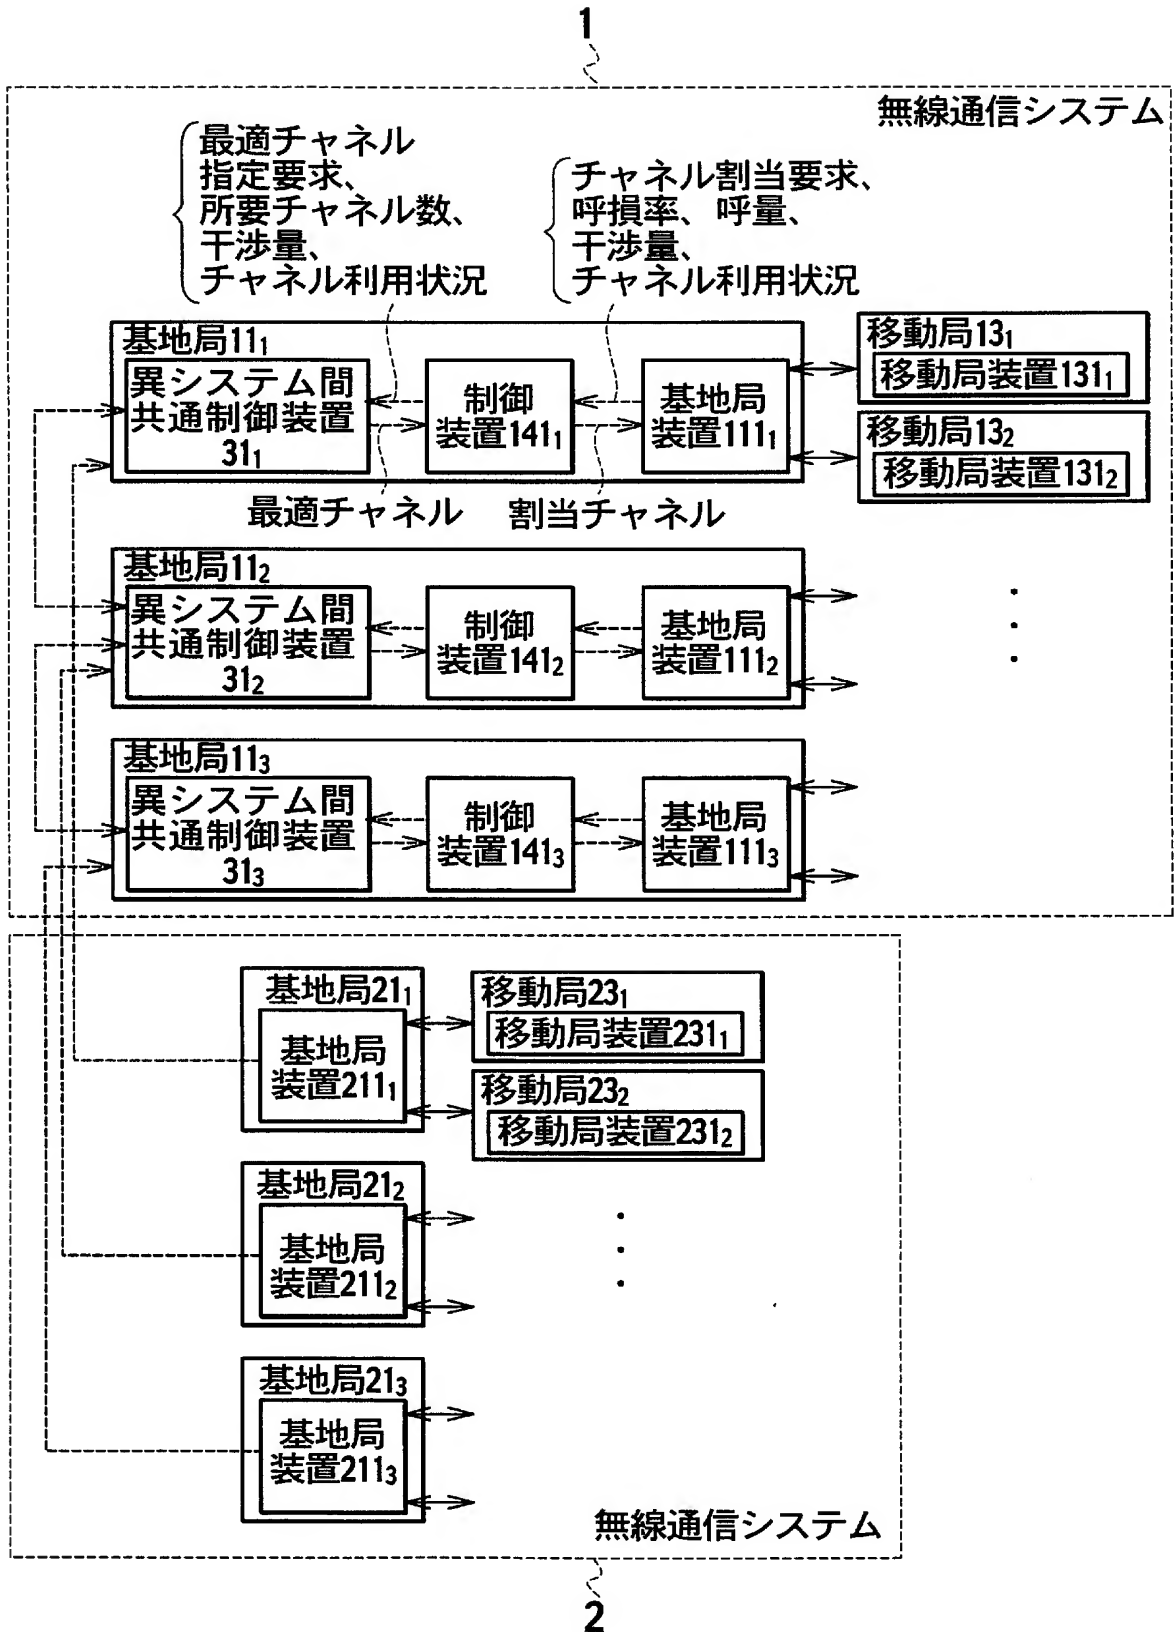 1
無線通信システム
最適チャネル
指定要求、
所要チャネル数、
干渉量、
チャネル利用状況
チャネル割当要求、
呼損率、呼量、
干渉量、
チャネル利用状況
基地局11₁
異システム間
共通制御装置
31₁
制御
装置141₁
基地局
装置111₁
移動局13₁
移動局装置131₁
移動局13₂
移動局装置131₂
最適チャネル
割当チャネル
基地局11₂
異システム間
共通制御装置
31₂
制御
装置141₂
基地局
装置111₂
基地局11₃
異システム間
共通制御装置
31₃
制御
装置141₃
基地局
装置111₃
基地局21₁
基地局
装置211₁
移動局23₁
移動局装置231₁
移動局23₂
移動局装置231₂
基地局21₂
基地局
装置211₂
基地局21₃
基地局
装置211₃
無線通信システム
2